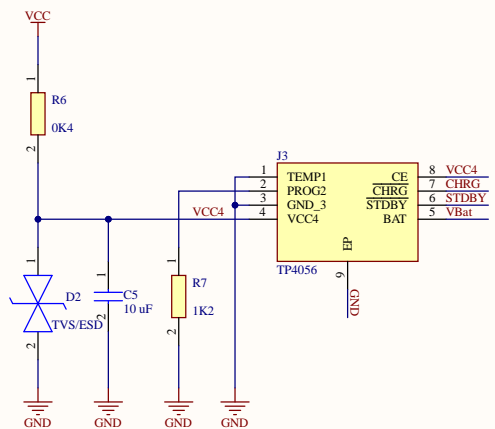 VCC
1
R6
0K4
2
J3
1 TEMP1 CE 8 VCC4
2 PROG2 CHRG 7 CHRG
3 GND_3 STDBY 6 STDBY
VCC4 4 VCC4 BAT 5 VBat
EP
TP4056
9
GND
1
D2
TVS/ESD
2
1
C5
10 uF
2
1
R7
1K2
2
GND GND GND GND